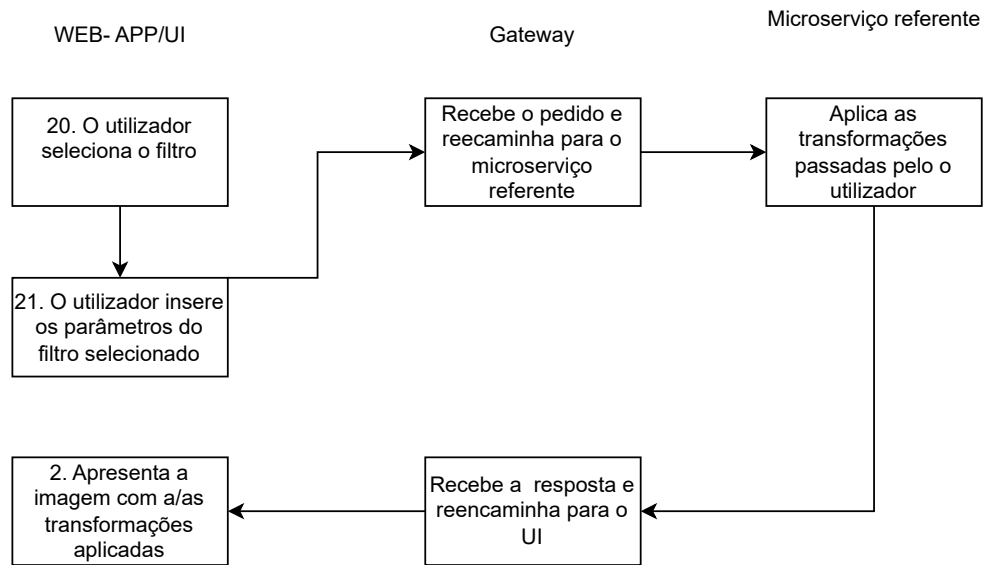 WEB- APP/UI
Gateway
Microserviço referente
20. O utilizador
seleciona o filtro
Recebe o pedido e
reecaminha para o
microserviço
referente
Aplica as
transformações
passadas pelo o
utilizador
21. O utilizador insere
os parâmetros do
filtro selecionado
2. Apresenta a
imagem com a/as
transformações
aplicadas
Recebe a  resposta e
reencaminha para o
UI